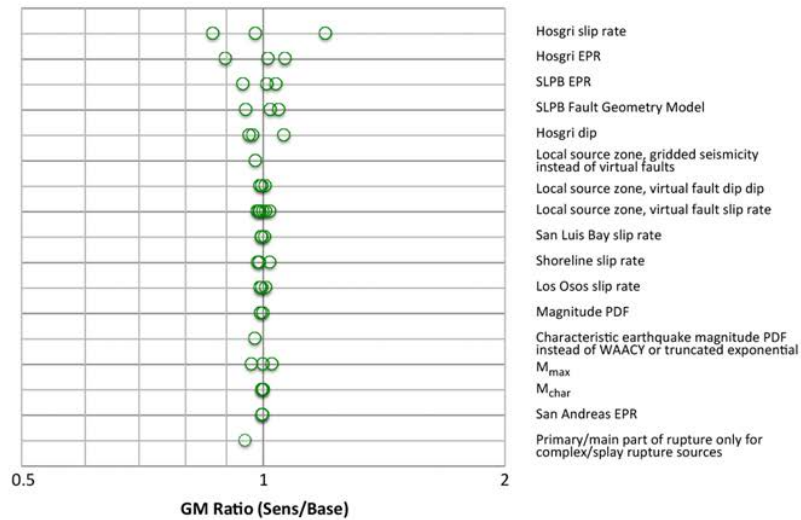 Hosgri slip rate
Hosgri EPR
SLPB EPR
SLPB Fault Geometry Model
Hosgri dip
Local source zone, gridded seismicity
instead of virtual faults
Local source zone, virtual fault dip dip
Local source zone, virtual fault slip rate
San Luis Bay slip rate
Shoreline slip rate
Los Osos slip rate
Magnitude PDF
Characteristic earthquake magnitude PDF
instead of WAACY or truncated exponential
Mmax
Mchar
San Andreas EPR
Primary/main part of rupture only for
complex/splay rupture sources
0.5 1 2
GM Ratio (Sens/Base)